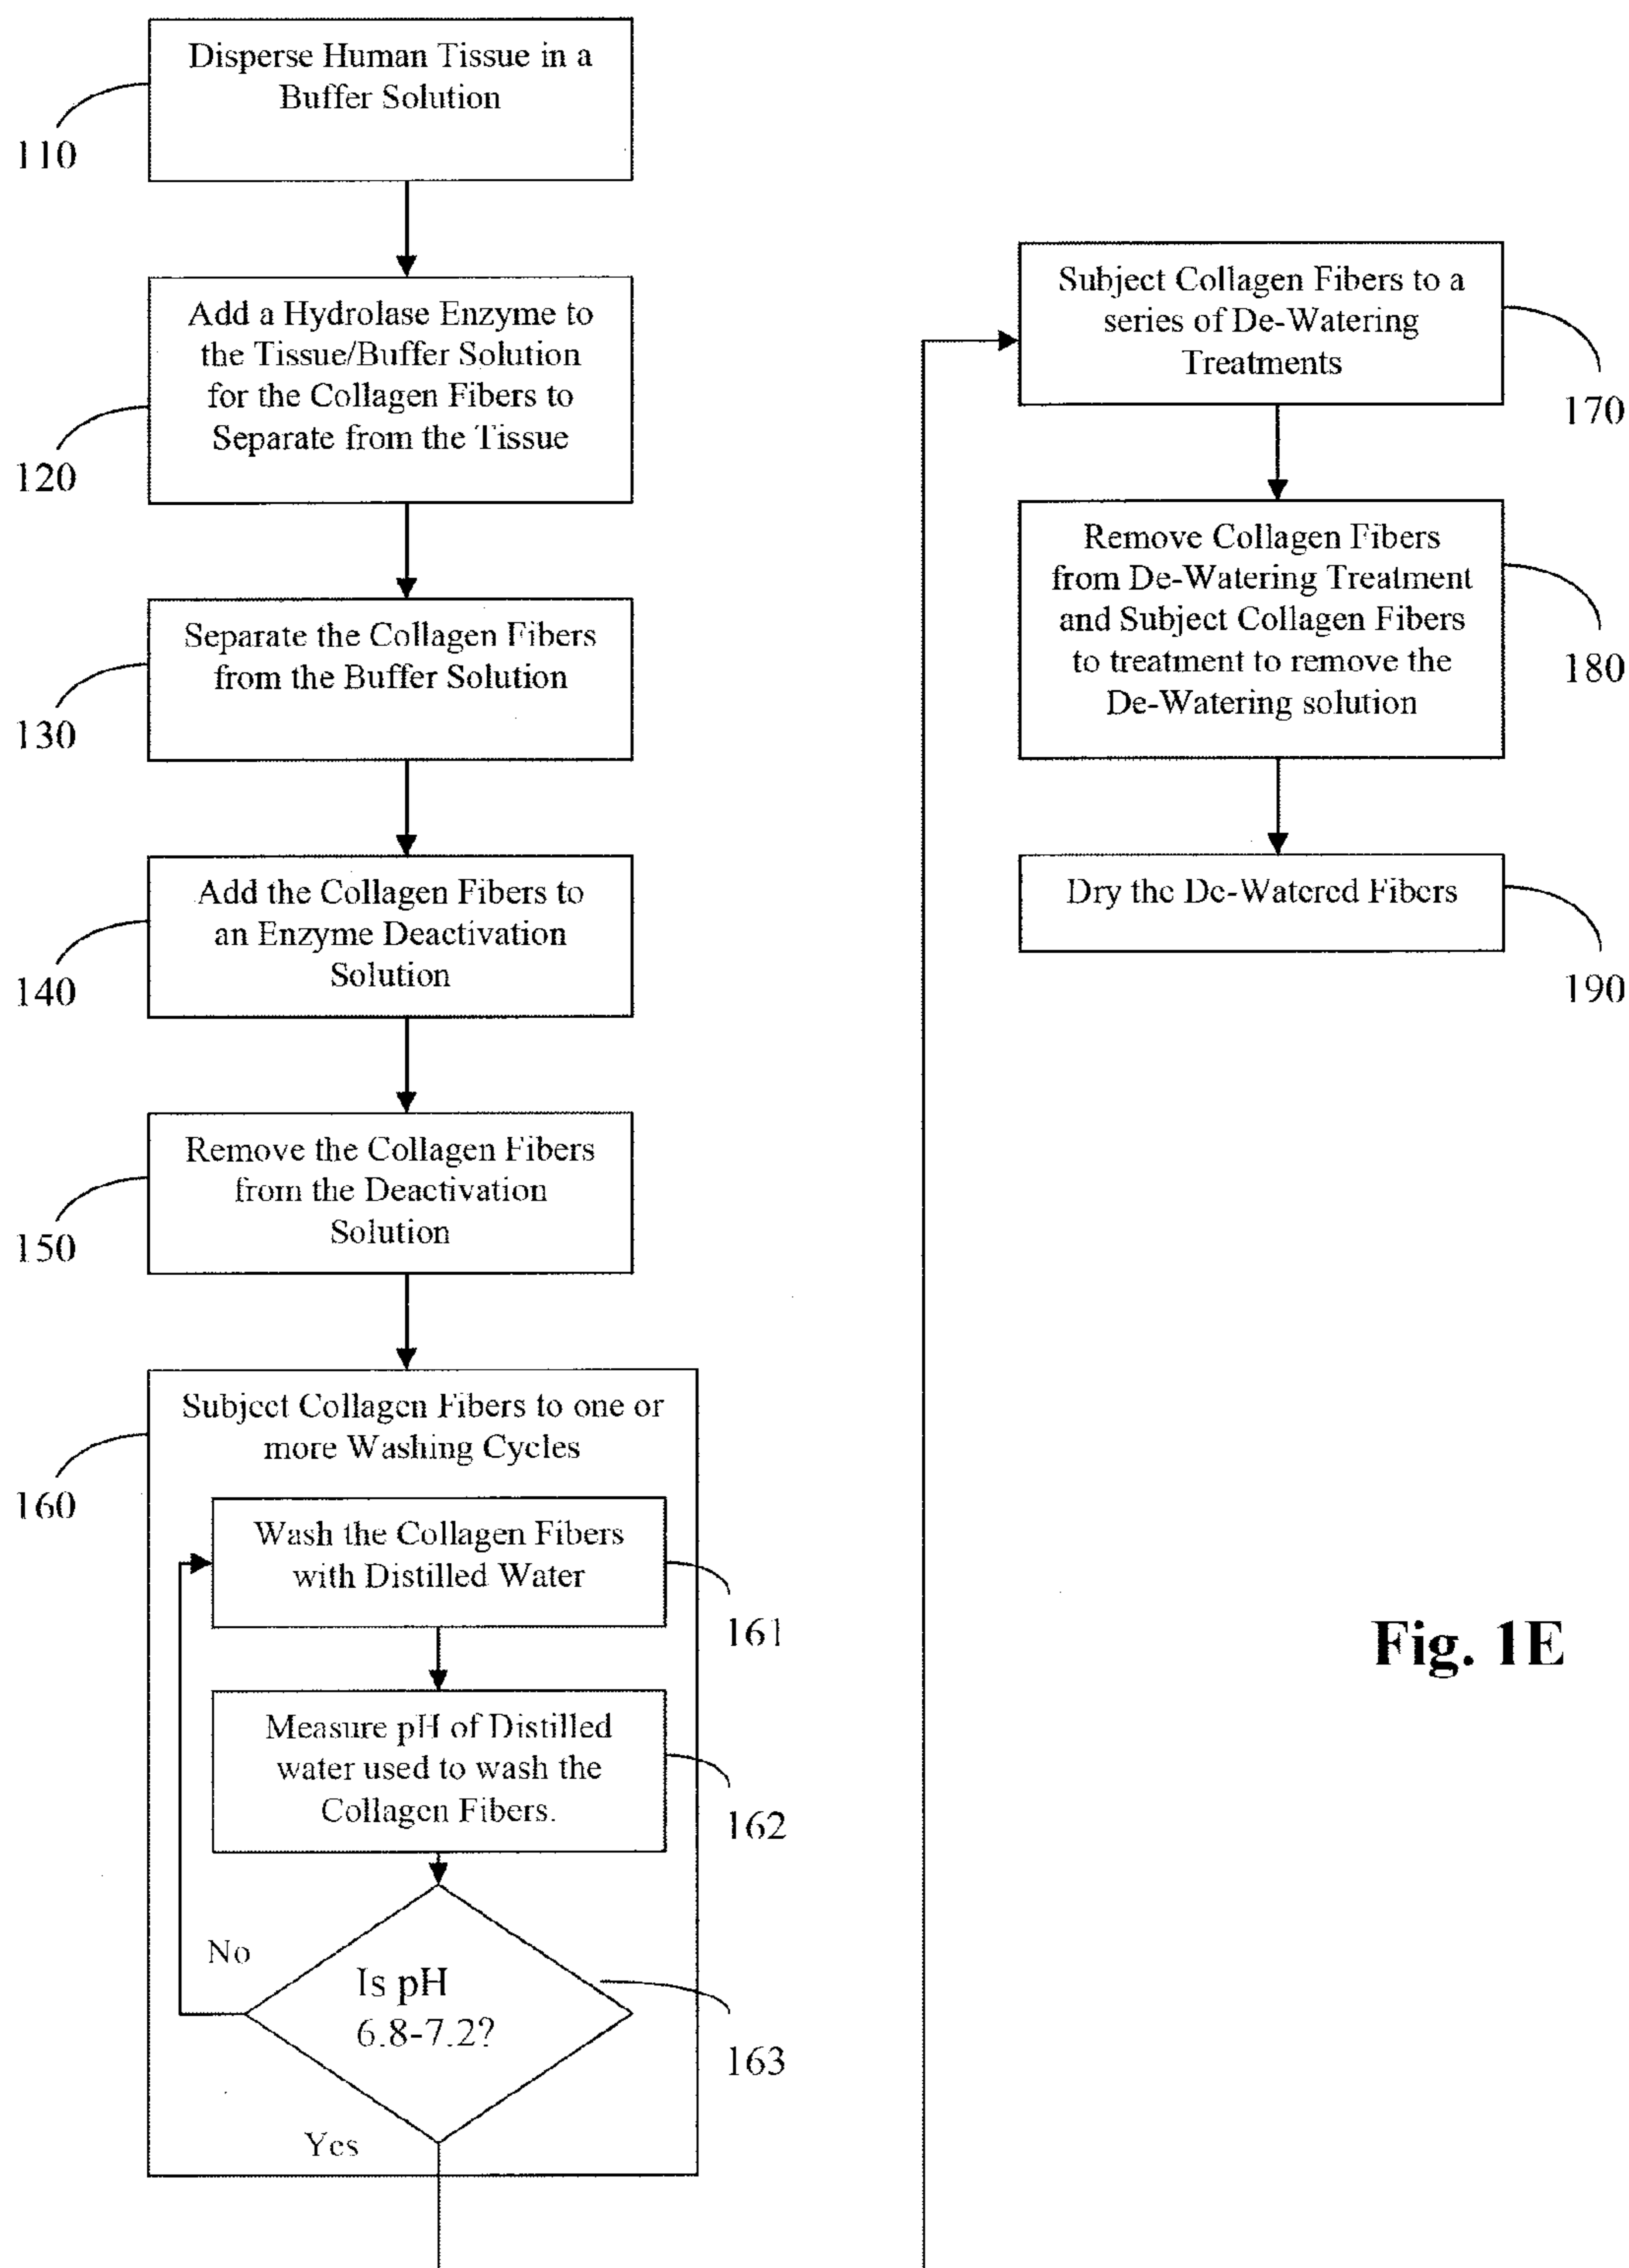 Disperse Human Tissue in a
Buffer Solution
110
Add a Hydrolase Enzyme to
the Tissue/Buffer Solution
for the Collagen Fibers to
Separate from the Tissue
120
Separate the Collagen Fibers
from the Buffer Solution
130
Add the Collagen Fibers to
an Enzyme Deactivation
Solution
140
Remove the Collagen Fibers
from the Deactivation
Solution
150
Subject Collagen Fibers to one or
more Washing Cycles
160
Wash the Collagen Fibers
with Distilled Water
161
Measure pH of Distilled
water used to wash the
Collagen Fibers.
162
No
Is pH
6.8-7.2?
163
Yes
Subject Collagen Fibers to a
series of De-Watering
Treatments
170
Remove Collagen Fibers
from De-Watering Treatment
and Subject Collagen Fibers
to treatment to remove the
De-Watering solution
180
Dry the De-Watered Fibers
190
Fig. 1E